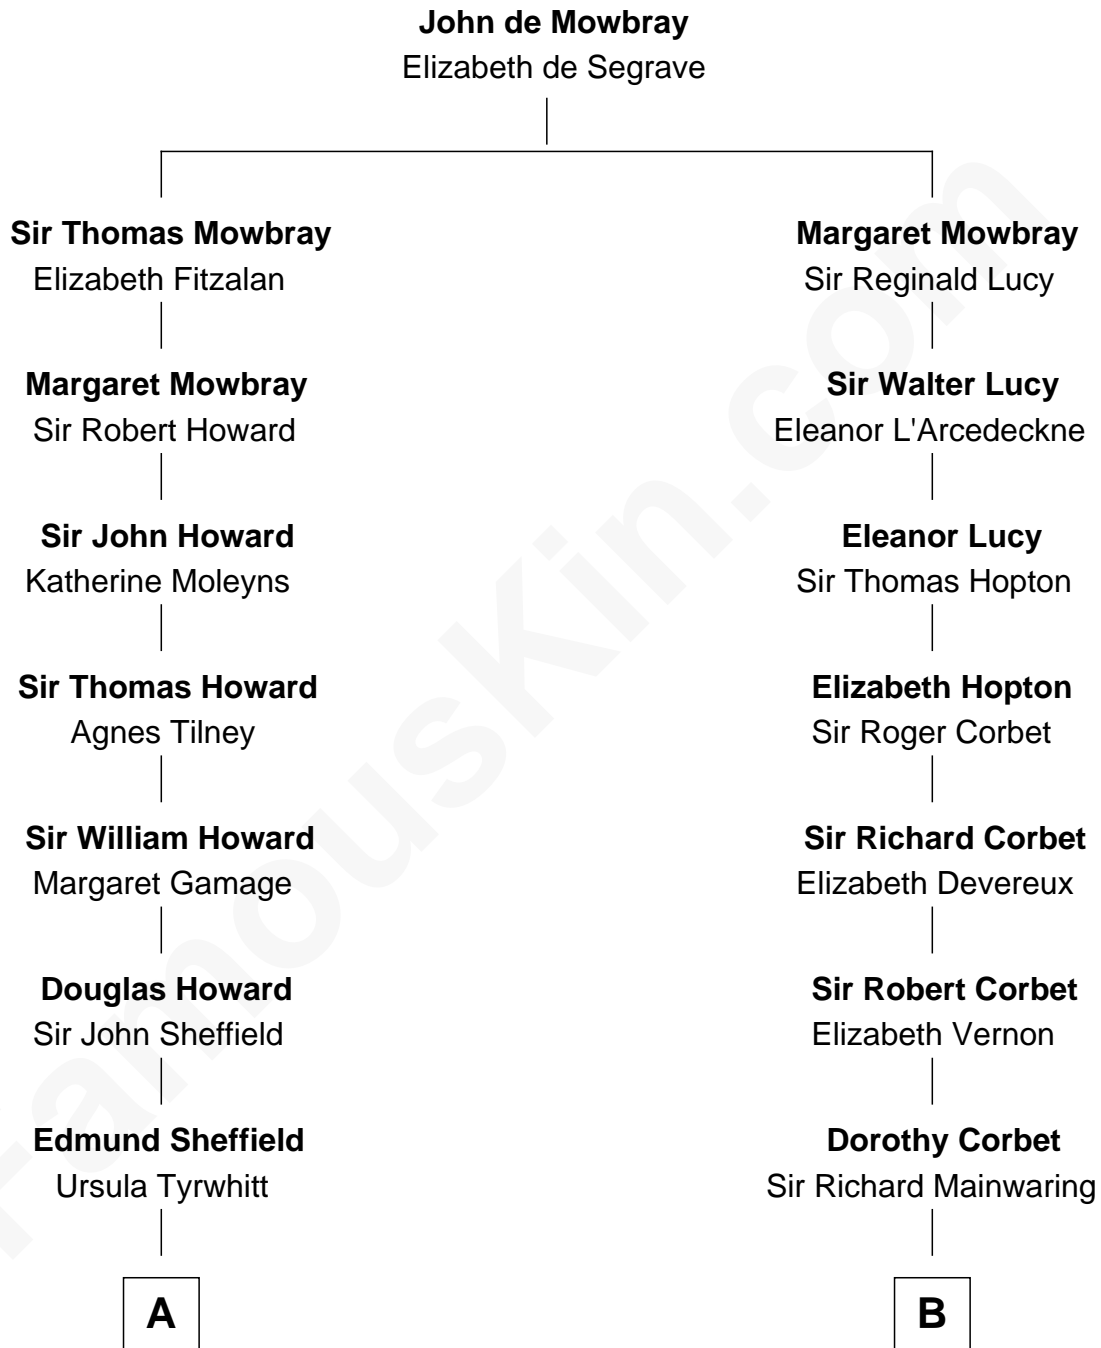 John de Mowbray
Elizabeth de Segrave
Sir Thomas Mowbray
Elizabeth Fitzalan
Margaret Mowbray
Sir Reginald Lucy
Margaret Mowbray
Sir Robert Howard
Sir Walter Lucy
Eleanor L'Arcedeckne
Sir John Howard
Katherine Moleyns
Eleanor Lucy
Sir Thomas Hopton
Sir Thomas Howard
Agnes Tilney
Elizabeth Hopton
Sir Roger Corbet
Sir William Howard
Margaret Gamage
Sir Richard Corbet
Elizabeth Devereux
Douglas Howard
Sir John Sheffield
Sir Robert Corbet
Elizabeth Vernon
Edmund Sheffield
Ursula Tyrwhitt
Dorothy Corbet
Sir Richard Mainwaring
A
B
FamousKin.com